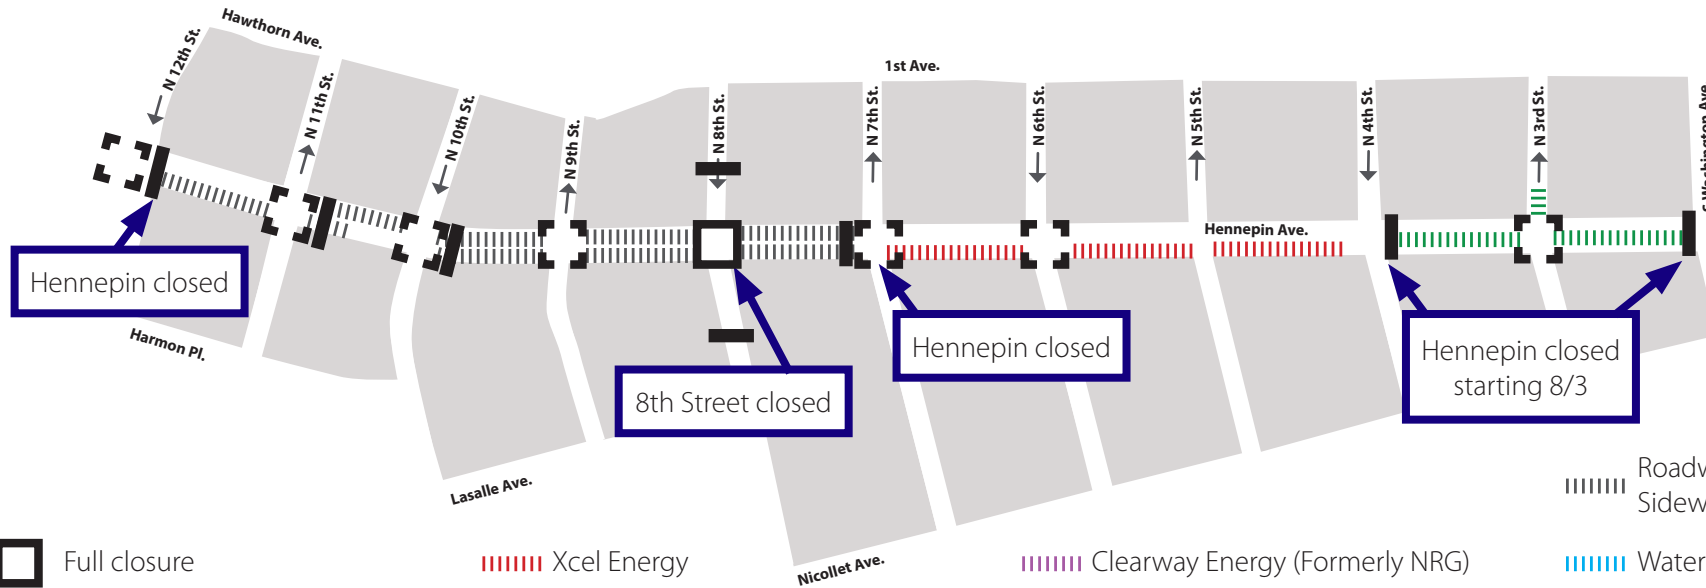 Hawthorn Ave.
1st Ave.
N 12th St.
N 11th St.
N 10th St.
N 9th St.
N 8th St.
N 7th St.
N 6th St.
N 5th St.
N 4th St.
N 3rd St.
S Washington Ave.
Hennepin Ave.
Hennepin closed
Harmon Pl.
8th Street closed
Hennepin closed
Hennepin closed
starting 8/3
Lasalle Ave.
Nicollet Ave.
Roadw
Sidew
Full closure
Xcel Energy
Clearway Energy (Formerly NRG)
Water